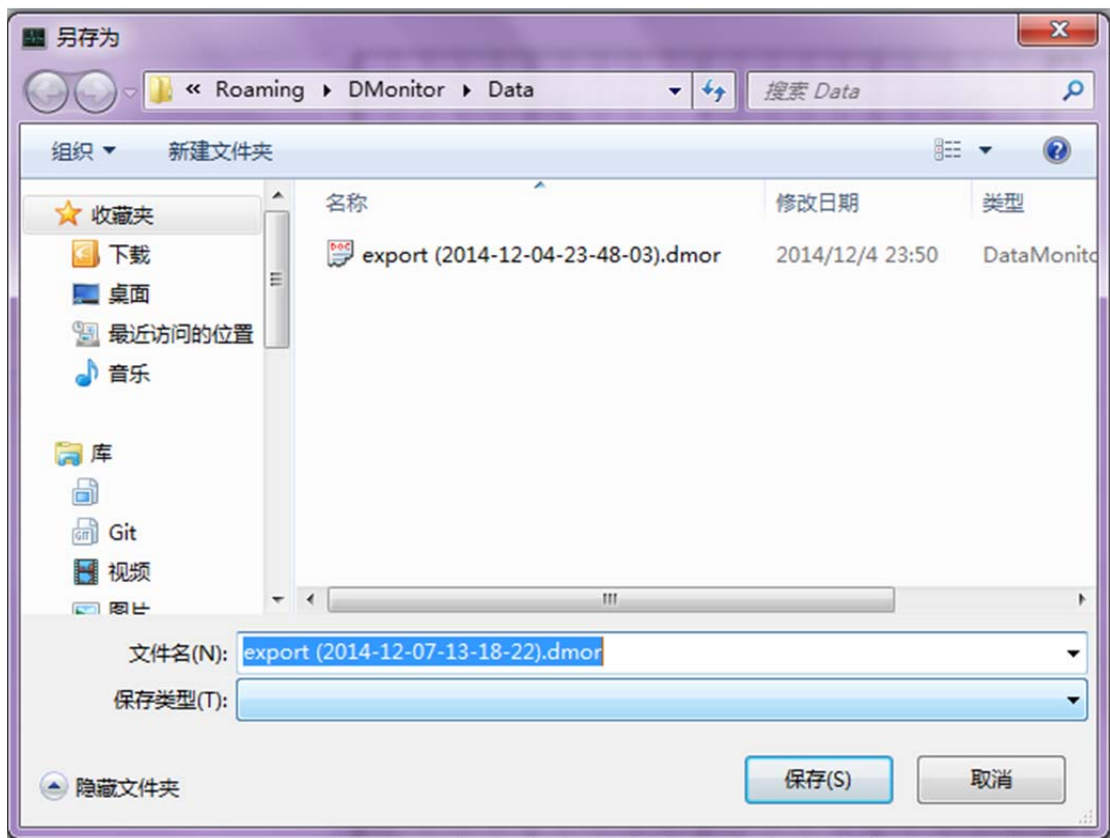 另存为
« Roaming ▸ DMonitor ▸ Data
搜索 Data
组织
新建文件夹
名称
修改日期
类型
export (2014-12-04-23-48-03).dmor
2014/12/4 23:50
DataMonito
收藏夹
下载
桌面
最近访问的位置
音乐
库
Git
视频
图片
文件名(N): export (2014-12-07-13-18-22).dmor
保存类型(T):
隐藏文件夹
保存(S)
取消